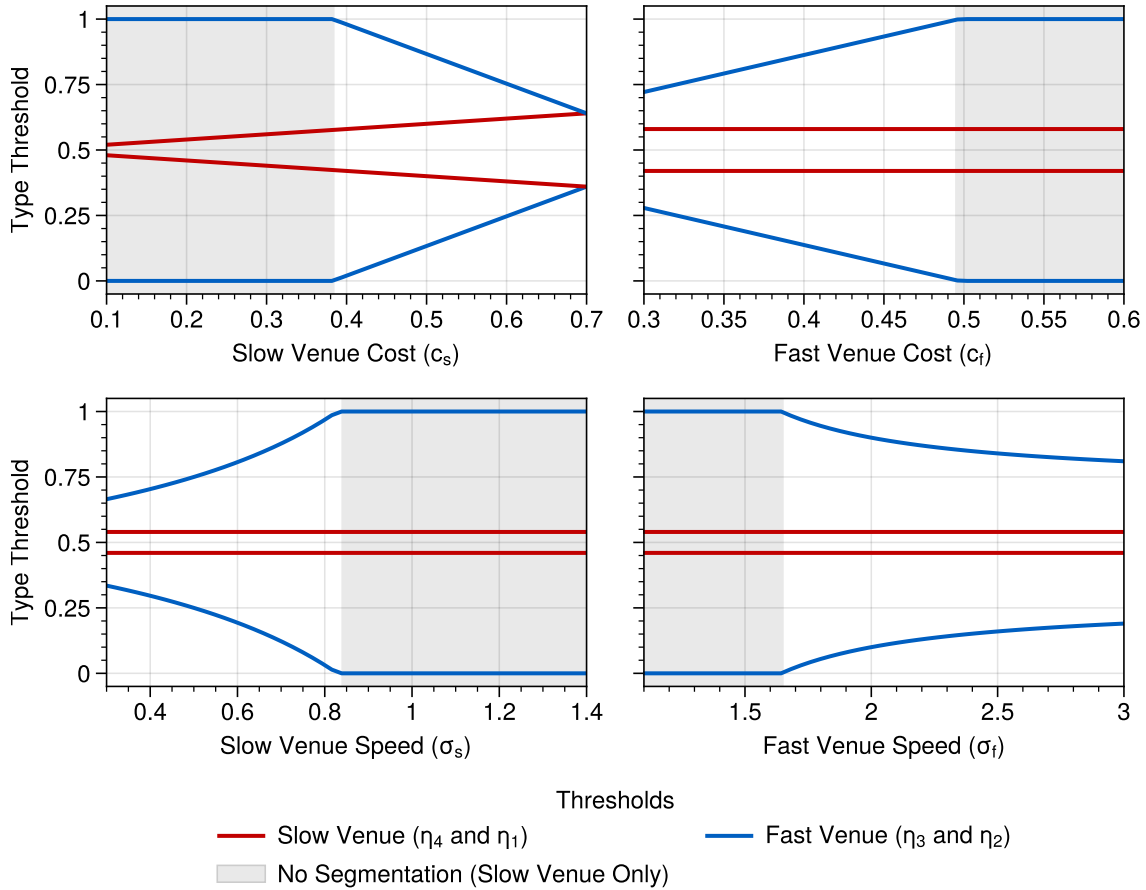 Type Threshold
1
0.75
0.5
0.25
0
0.1 0.2 0.3 0.4 0.5 0.6 0.7
Slow Venue Cost (cₛ)
0.3 0.35 0.4 0.45 0.5 0.55 0.6
Fast Venue Cost (c_f)
Type Threshold
1
0.75
0.5
0.25
0
0.4 0.6 0.8 1 1.2 1.4
Slow Venue Speed (σₛ)
1.5 2 2.5 3
Fast Venue Speed (σ_f)
Thresholds
Slow Venue (η₄ and η₁)
Fast Venue (η₃ and η₂)
No Segmentation (Slow Venue Only)